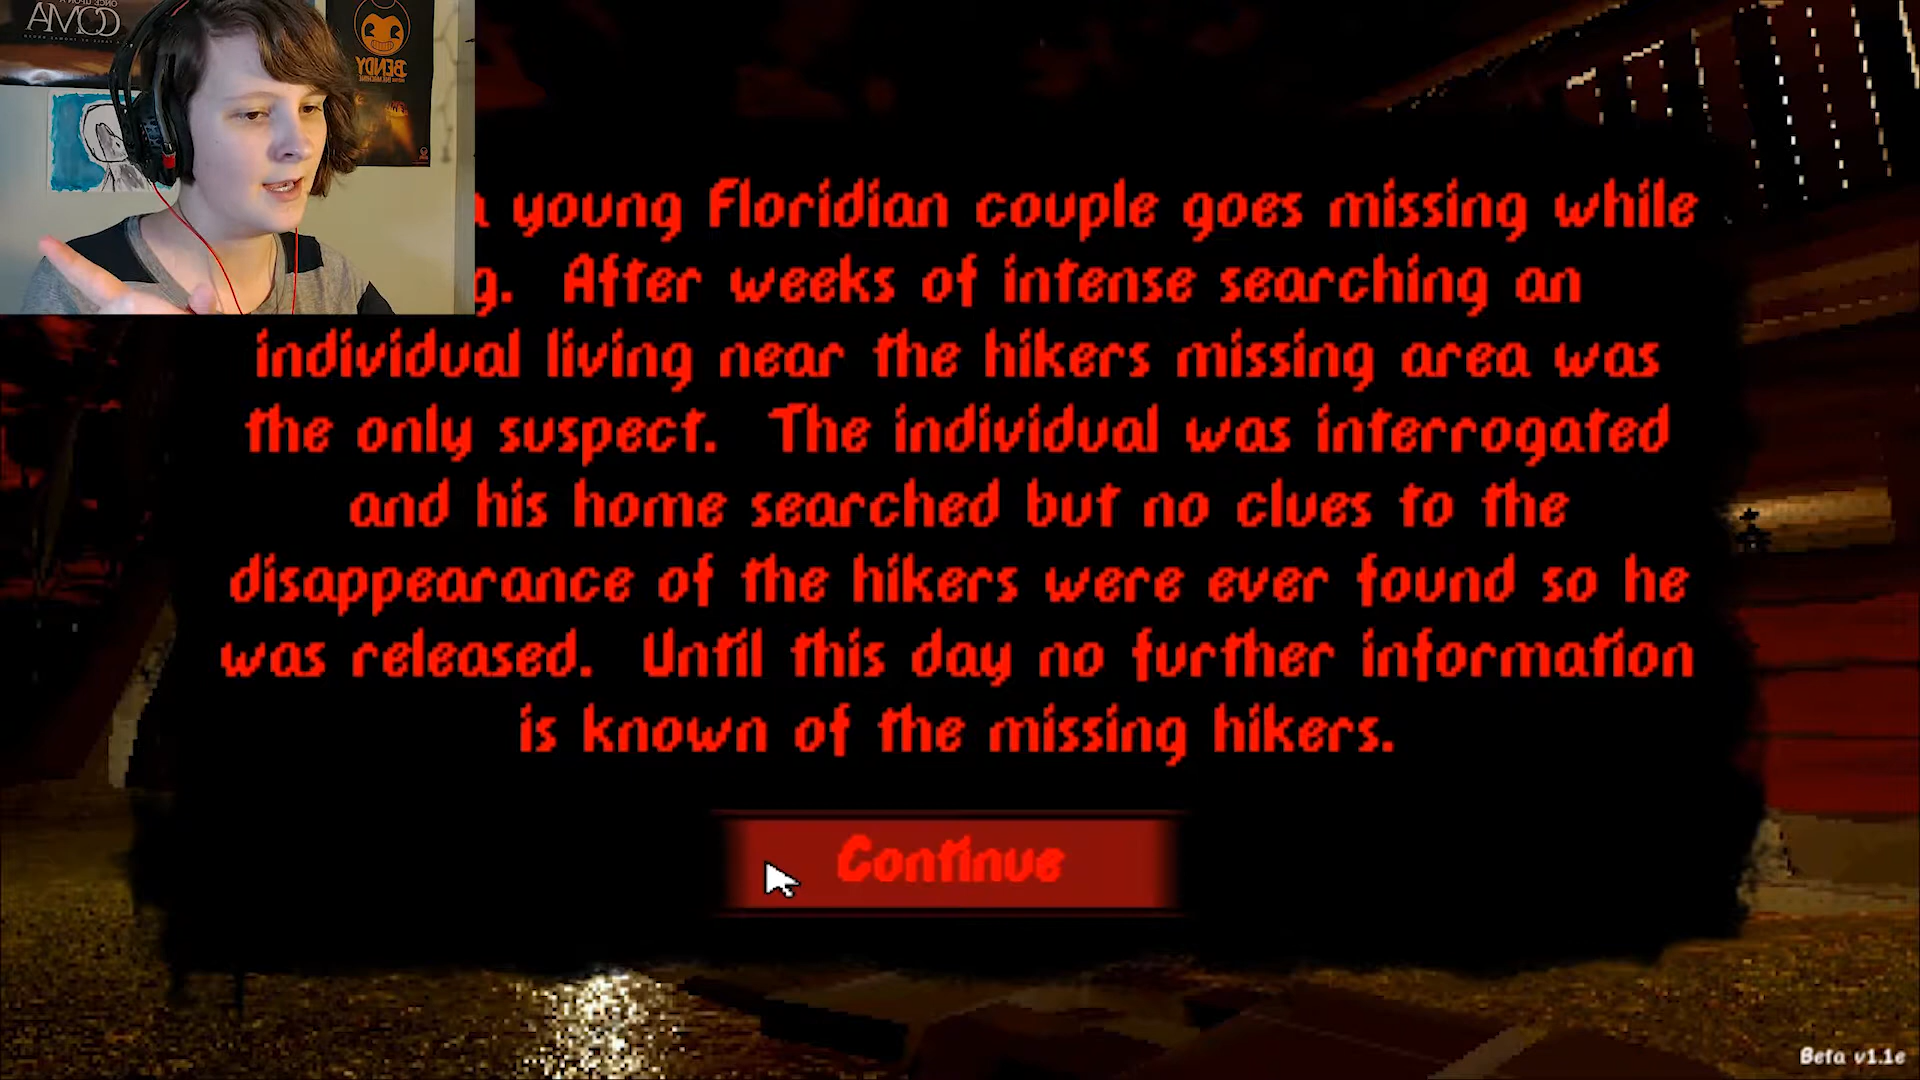 COMA
BENDY
young Floridian couple goes missing while
g. After weeks of intense searching an
individual living near the hikers missing area was
the only suspect. The individual was interrogated
and his home searched but no clues to the
disappearance of the hikers were ever found so he
was released. Until this day no further information
is known of the missing hikers.
Continue
Beta v1.1e